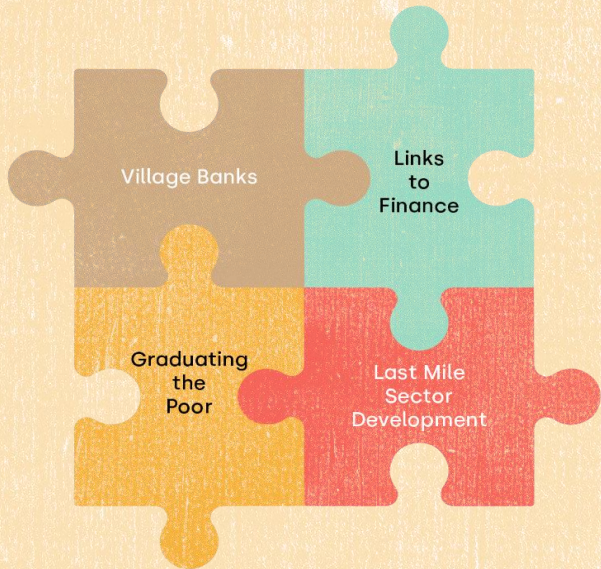 Village Banks
Links
to
Finance
Graduating
the
Poor
Last Mile
Sector
Development